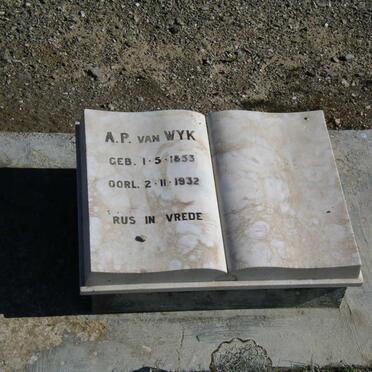 A.P. VAN WYK
GEB. 1·5·1853
OORL. 2·11·1932
RUS IN VREDE